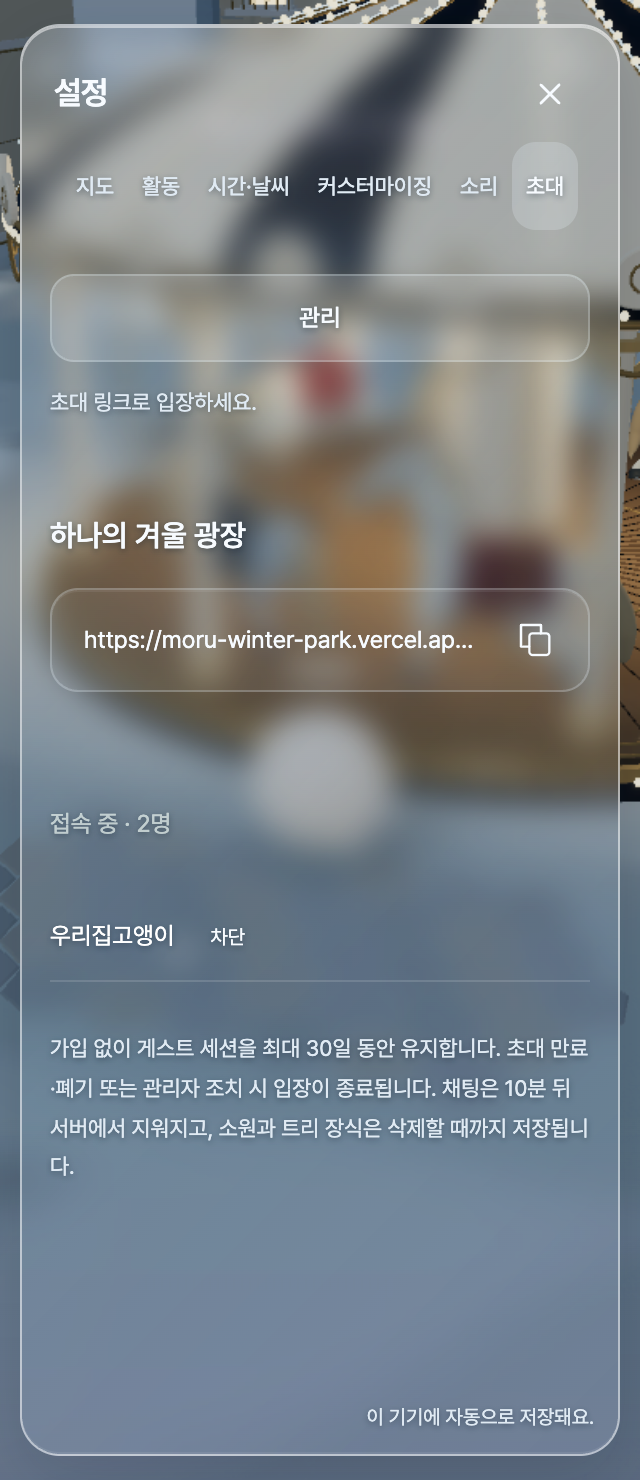 설정
지도 활동 시간·날씨 커스터마이징 소리 초대
관리
초대 링크로 입장하세요.
하나의 겨울 광장
https://moru-winter-park.vercel.ap...
접속 중 · 2명
우리집고앵이 차단
가입 없이 게스트 세션을 최대 30일 동안 유지합니다. 초대 만료
·폐기 또는 관리자 조치 시 입장이 종료됩니다. 채팅은 10분 뒤
서버에서 지워지고, 소원과 트리 장식은 삭제할 때까지 저장됩니
다.
이 기기에 자동으로 저장돼요.